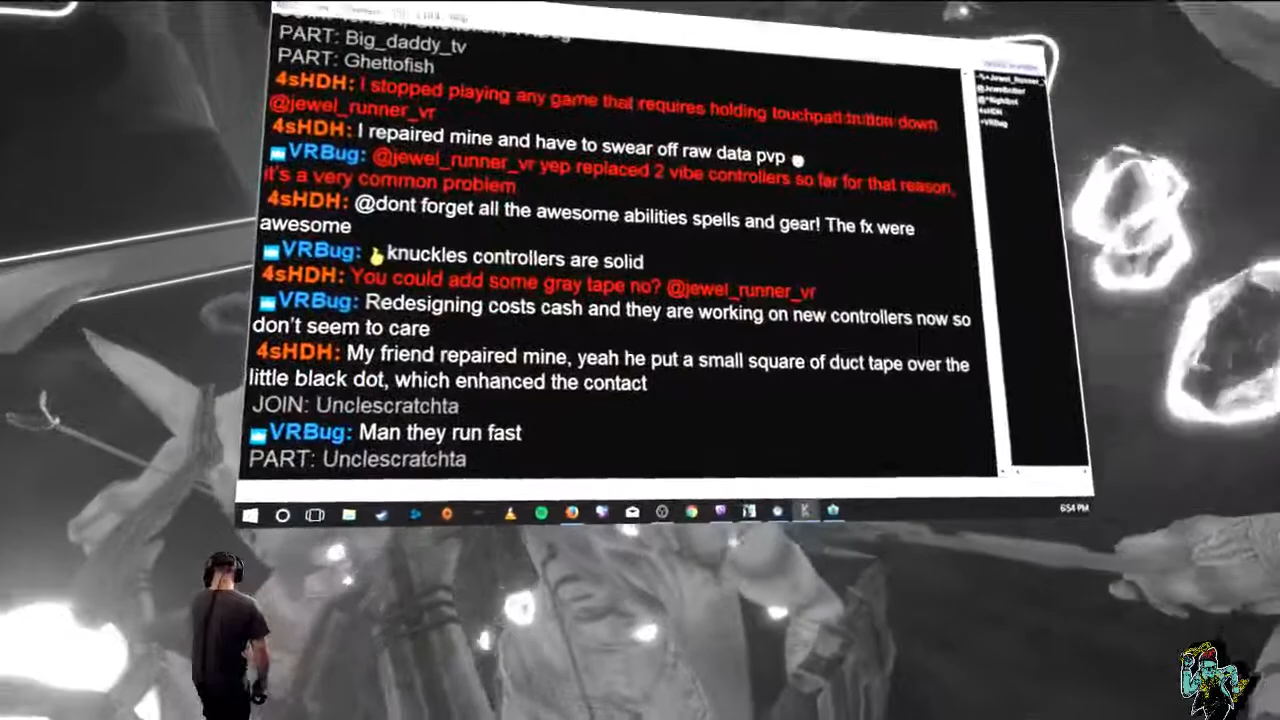 PART: Big_daddy_tv
PART: Ghettofish
4sHDH: I stopped playing any game that requires holding touchpad button down
@jewel_runner_vr
4sHDH: I repaired mine and have to swear off raw data pvp
VRBug: @jewel_runner_vr yep replaced 2 vibe controllers so far for that reason,
it's a very common problem
4sHDH: @dont forget all the awesome abilities spells and gear! The fx were
awesome
VRBug: knuckles controllers are solid
4sHDH: You could add some gray tape no? @jewel_runner_vr
VRBug: Redesigning costs cash and they are working on new controllers now so
don't seem to care
4sHDH: My friend repaired mine, yeah he put a small square of duct tape over the
little black dot, which enhanced the contact
JOIN: Unclescratchta
VRBug: Man they run fast
PART: Unclescratchta
4sHDH
+VRBug
6:54 PM